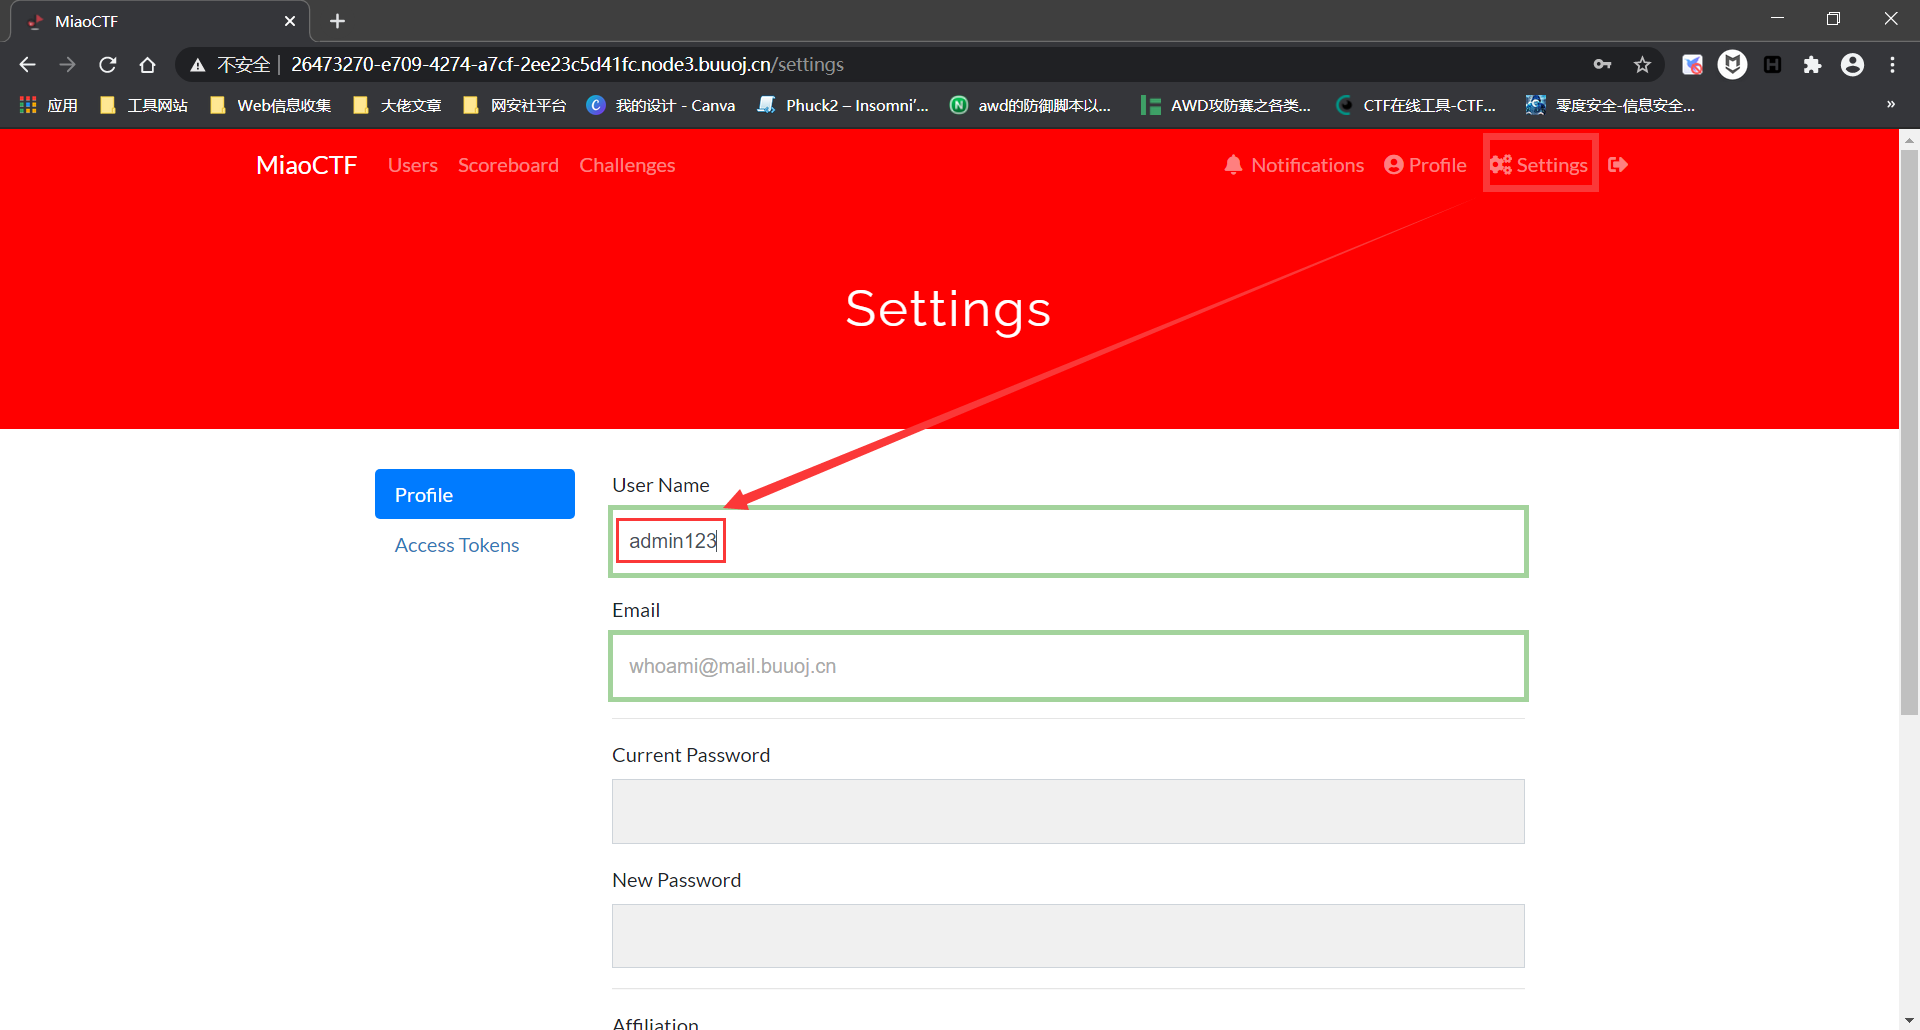 MiaoCTF
不安全 | 26473270-e709-4274-a7cf-2ee23c5d41fc.node3.buuoj.cn/settings
应用 工具网站 Web信息收集 大佬文章 网安社平台 我的设计 - Canva Phuck2 – Insomni'... awd的防御脚本以... AWD攻防赛之各类... CTF在线工具-CTF... 零度安全-信息安全... »
MiaoCTF Users Scoreboard Challenges Notifications Profile Settings
Settings
Profile
Access Tokens
User Name
admin123
Email
whoami@mail.buuoj.cn
Current Password
New Password
Affiliation